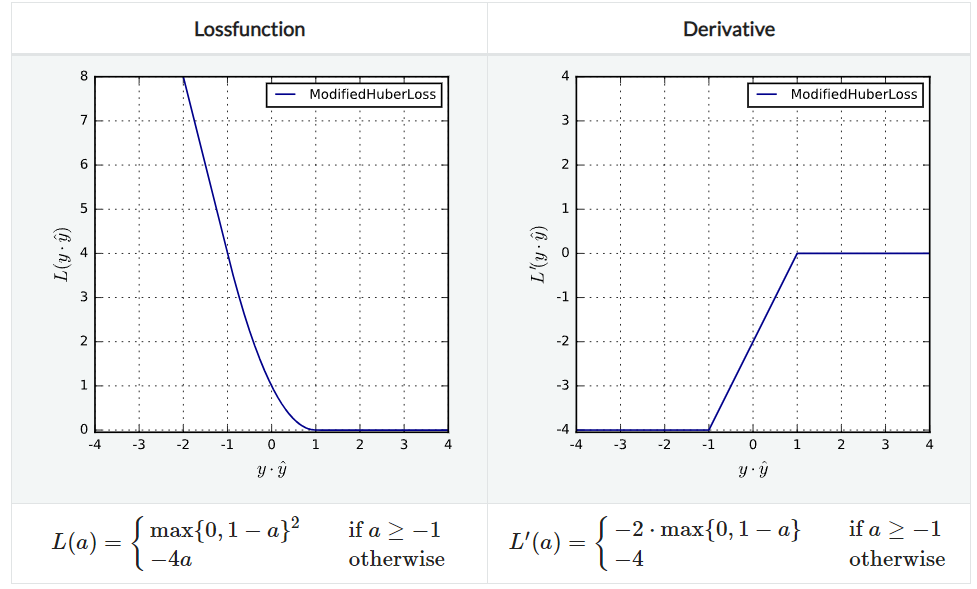 Lossfunction
Derivative
8
7
6
5
4
3
2
1
0
-4 -3 -2 -1 0 1 2 3 4
L(y · ŷ)
y · ŷ
ModifiedHuberLoss
4
3
2
1
0
-1
-2
-3
-4
-4 -3 -2 -1 0 1 2 3 4
L′(y · ŷ)
y · ŷ
ModifiedHuberLoss
L(a) = { max{0, 1 − a}² if a ≥ −1
−4a otherwise
L′(a) = { −2 · max{0, 1 − a} if a ≥ −1
−4 otherwise